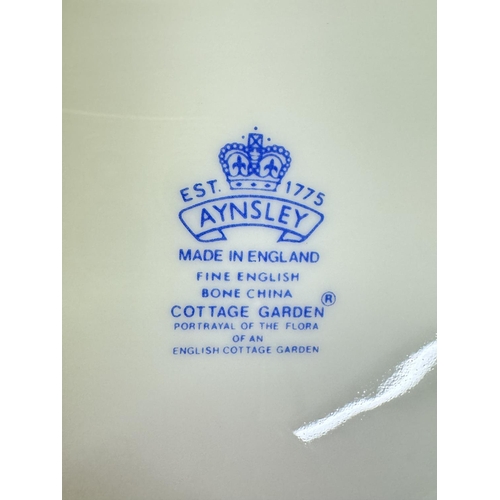 EST. 1775
AYNSLEY
MADE IN ENGLAND
FINE ENGLISH
BONE CHINA
COTTAGE GARDEN ®
PORTRAYAL OF THE FLORA
OF AN
ENGLISH COTTAGE GARDEN